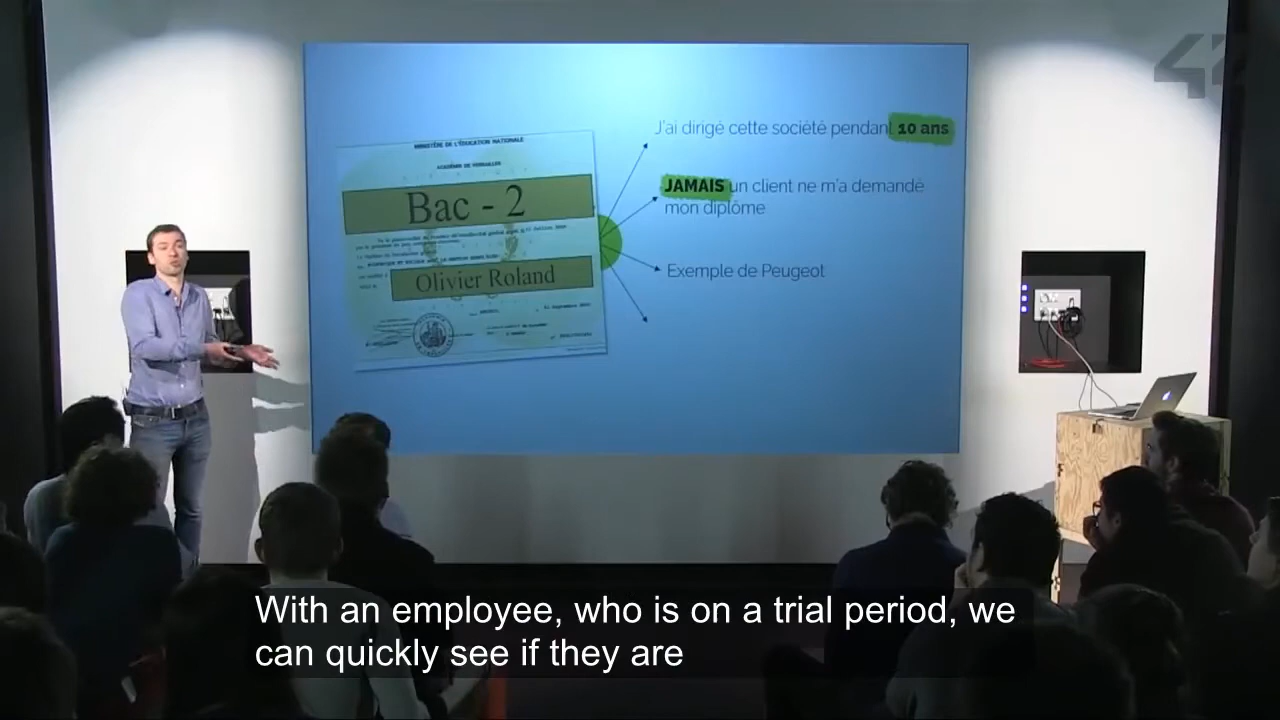 42
MINISTÈRE DE L'ÉDUCATION NATIONALE
ACADÉMIE DE VERSAILLES
Bac - 2
Olivier Roland
J'ai dirigé cette société pendant 10 ans
JAMAIS un client ne m'a demandé
mon diplôme
Exemple de Peugeot
With an employee, who is on a trial period, we
can quickly see if they are